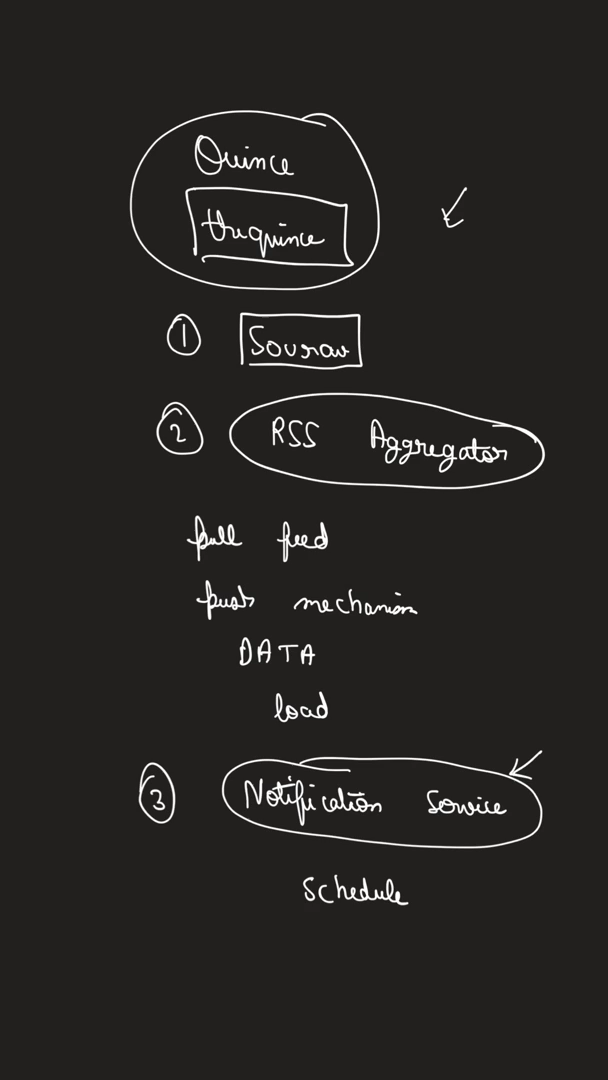 Quince
thequince
1 Sourav
2 RSS Aggregator
pull feed
push mechanism
DATA
load
3 Notification Service
Schedule